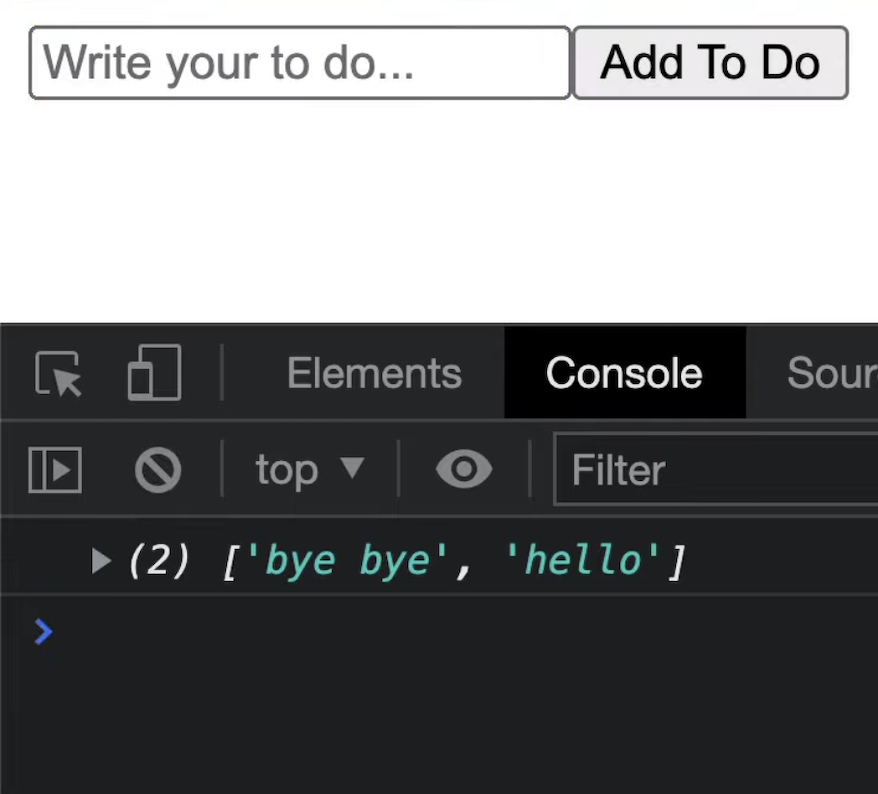 Write your to do... Add To Do
Elements Console Sour
top Filter
(2) ['bye bye', 'hello']